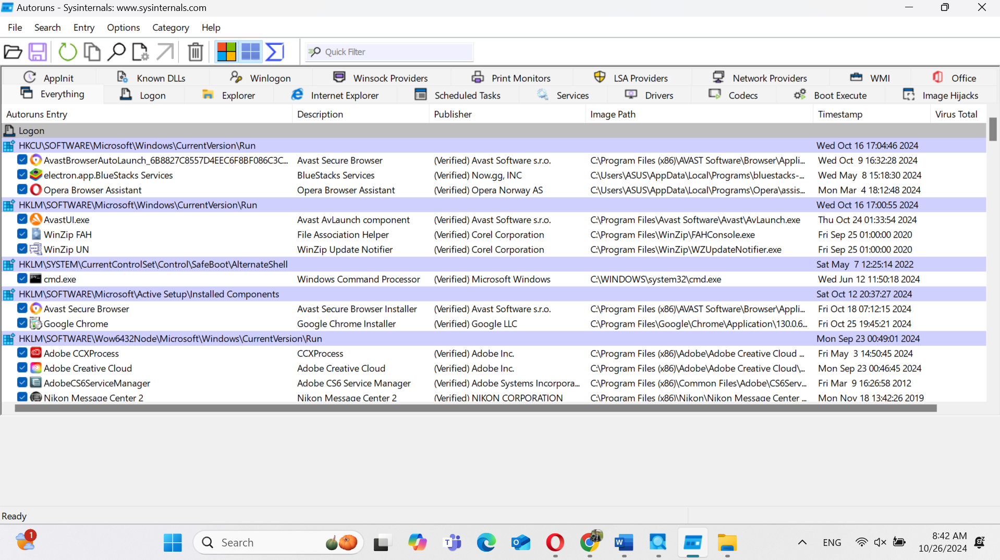 Autoruns - Sysinternals: www.sysinternals.com
File Search Entry Options Category Help
Quick Filter
AppInit Known DLLs Winlogon Winsock Providers Print Monitors LSA Providers Network Providers WMI Office
Everything Logon Explorer Internet Explorer Scheduled Tasks Services Drivers Codecs Boot Execute Image Hijacks
Autoruns Entry Description Publisher Image Path Timestamp Virus Total
Logon
HKCU\SOFTWARE\Microsoft\Windows\CurrentVersion\Run Wed Oct 16 17:04:46 2024
AvastBrowserAutoLaunch_6B8827C8557D4EEC6F8BF086C3C... Avast Secure Browser (Verified) Avast Software s.r.o. C:\Program Files (x86)\AVAST Software\Browser\Appli... Wed Oct 9 16:32:28 2024
electron.app.BlueStacks Services BlueStacks Services (Verified) Now.gg, INC C:\Users\ASUS\AppData\Local\Programs\bluestacks-... Wed May 8 15:18:30 2024
Opera Browser Assistant Opera Browser Assistant (Verified) Opera Norway AS C:\Users\ASUS\AppData\Local\Programs\Opera\assis... Mon Mar 4 18:12:48 2024
HKLM\SOFTWARE\Microsoft\Windows\CurrentVersion\Run Wed Oct 16 17:00:55 2024
AvastUI.exe Avast AvLaunch component (Verified) Avast Software s.r.o. C:\Program Files\Avast Software\Avast\AvLaunch.exe Thu Oct 24 01:33:54 2024
WinZip FAH File Association Helper (Verified) Corel Corporation C:\Program Files\WinZip\FAHConsole.exe Fri Sep 25 01:00:00 2020
WinZip UN WinZip Update Notifier (Verified) Corel Corporation C:\Program Files\WinZip\WZUpdateNotifier.exe Fri Sep 25 01:00:00 2020
HKLM\SYSTEM\CurrentControlSet\Control\SafeBoot\AlternateShell Sat May 7 12:25:14 2022
cmd.exe Windows Command Processor (Verified) Microsoft Windows C:\WINDOWS\system32\cmd.exe Wed Jun 12 11:50:18 2024
HKLM\SOFTWARE\Microsoft\Active Setup\Installed Components Sat Oct 12 20:37:27 2024
Avast Secure Browser Avast Secure Browser Installer (Verified) Avast Software s.r.o. C:\Program Files (x86)\AVAST Software\Browser\Appli... Fri Oct 18 07:12:15 2024
Google Chrome Google Chrome Installer (Verified) Google LLC C:\Program Files\Google\Chrome\Application\130.0.6... Fri Oct 25 19:45:21 2024
HKLM\SOFTWARE\Wow6432Node\Microsoft\Windows\CurrentVersion\Run Mon Sep 23 00:49:01 2024
Adobe CCXProcess CCXProcess (Verified) Adobe Inc. C:\Program Files (x86)\Adobe\Adobe Creative Cloud ... Fri May 3 14:50:45 2024
Adobe Creative Cloud Adobe Creative Cloud (Verified) Adobe Inc. C:\Program Files (x86)\Adobe\Adobe Creative Cloud\... Mon Sep 23 00:46:45 2024
AdobeCS6ServiceManager Adobe CS6 Service Manager (Verified) Adobe Systems Incorpora... C:\Program Files (x86)\Common Files\Adobe\CS6Serv... Fri Mar 9 16:26:58 2012
Nikon Message Center 2 Nikon Message Center 2 (Verified) NIKON CORPORATION C:\Program Files (x86)\Nikon\Nikon Message Center ... Mon Nov 18 13:42:26 2019
Ready
1 Search ENG 8:42 AM
10/26/2024